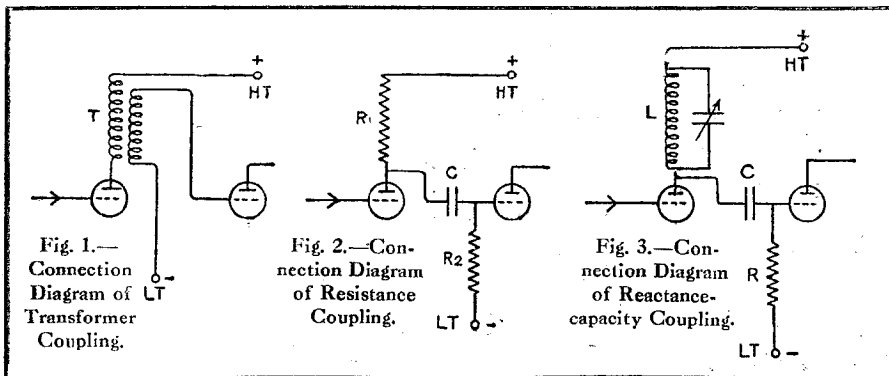 +
HT
T
Fig. 1.—
Connection
Diagram of
Transformer
Coupling.
LT -
+
HT
R1
C
Fig. 2.—Con-
nection Diagram
of Resistance
Coupling.
R2
LT -
+
HT
L
C
Fig. 3.—Con-
nection Diagram
of Reactance-
capacity Coupling.
R
LT -